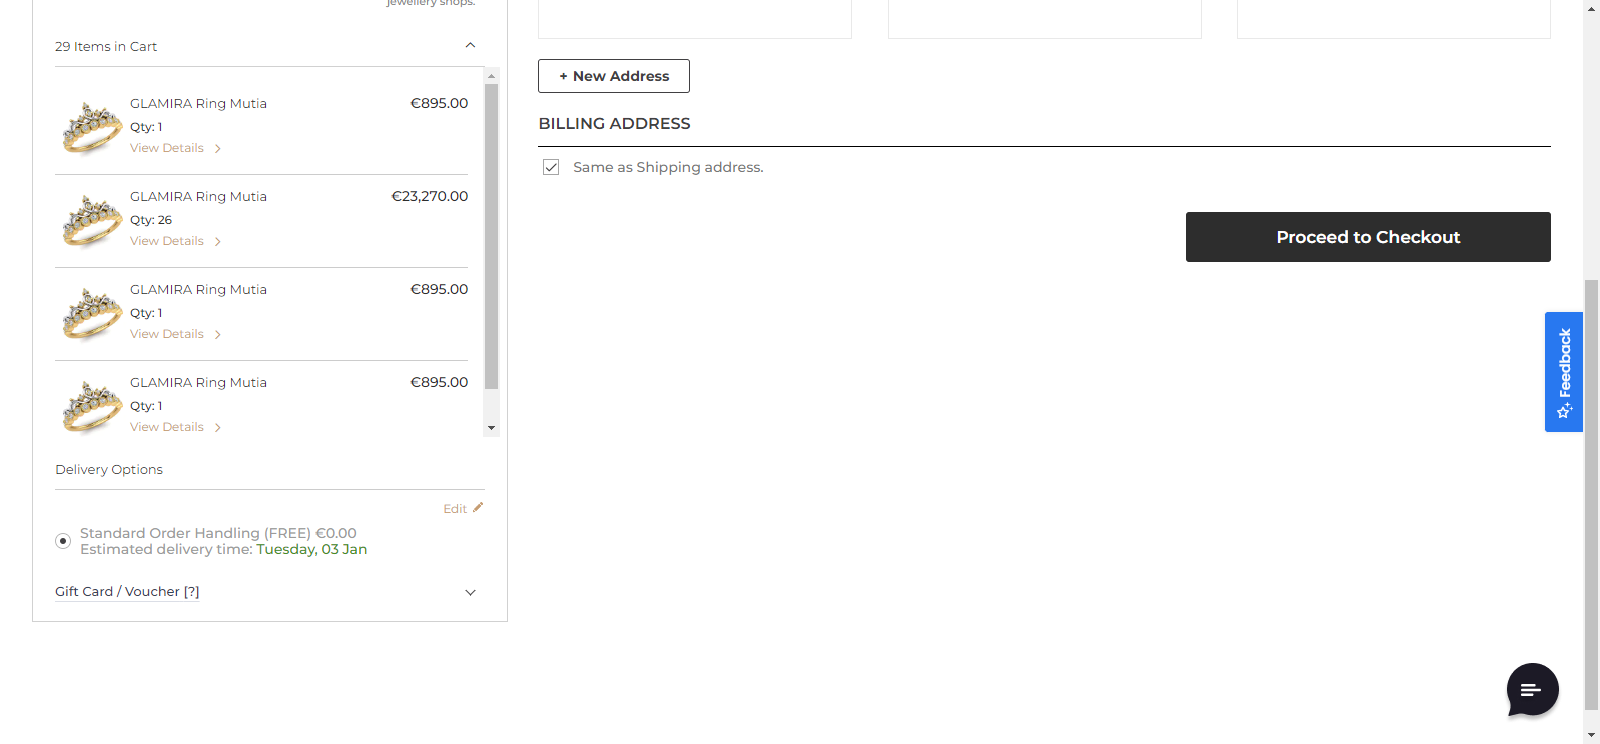 jewellery shops.
29 Items in Cart
GLAMIRA Ring Mutia
€895.00
Qty: 1
View Details
GLAMIRA Ring Mutia
€23,270.00
Qty: 26
View Details
GLAMIRA Ring Mutia
€895.00
Qty: 1
View Details
GLAMIRA Ring Mutia
€895.00
Qty: 1
View Details
Delivery Options
Edit
Standard Order Handling (FREE) €0.00
Estimated delivery time: Tuesday, 03 Jan
Gift Card / Voucher [?]
+ New Address
BILLING ADDRESS
Same as Shipping address.
Proceed to Checkout
Feedback